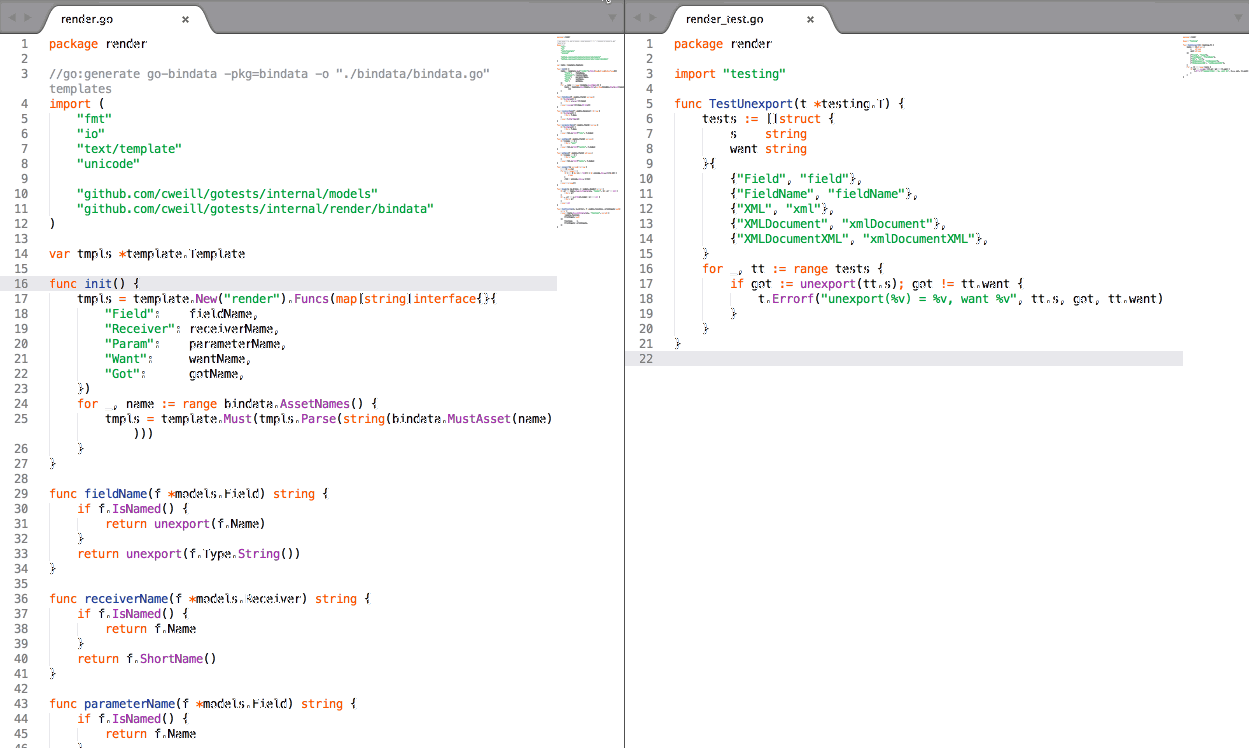 render.go ×
1 package render
2
3 //go:generate go-bindata -pkg=bindata -o "./bindata/bindata.go"
templates
4 import (
5 "fmt"
6 "io"
7 "text/template"
8 "unicode"
9
10 "github.com/cweill/gotests/internal/models"
11 "github.com/cweill/gotests/internal/render/bindata"
12 )
13
14 var tmpls *template.Template
15
16 func init() {
17 tmpls = template.New("render").Funcs(map[string]interface{}{
18 "Field": fieldName,
19 "Receiver": receiverName,
20 "Param": parameterName,
21 "Want": wantName,
22 "Got": gotName,
23 })
24 for _, name := range bindata.AssetNames() {
25 tmpls = template.Must(tmpls.Parse(string(bindata.MustAsset(name)
)))
26 }
27 }
28
29 func fieldName(f *models.Field) string {
30 if f.IsNamed() {
31 return unexport(f.Name)
32 }
33 return unexport(f.Type.String())
34 }
35
36 func receiverName(f *models.Receiver) string {
37 if f.IsNamed() {
38 return f.Name
39 }
40 return f.ShortName()
41 }
42
43 func parameterName(f *models.Field) string {
44 if f.IsNamed() {
45 return f.Name
46 }
render_test.go ×
1 package render
2
3 import "testing"
4
5 func TestUnexport(t *testing.T) {
6 tests := []struct {
7 s string
8 want string
9 }{
10 {"Field", "field"},
11 {"FieldName", "fieldName"},
12 {"XML", "xml"},
13 {"XMLDocument", "xmlDocument"},
14 {"XMLDocumentXML", "xmlDocumentXML"},
15 }
16 for _, tt := range tests {
17 if got := unexport(tt.s); got != tt.want {
18 t.Errorf("unexport(%v) = %v, want %v", tt.s, got, tt.want)
19 }
20 }
21 }
22